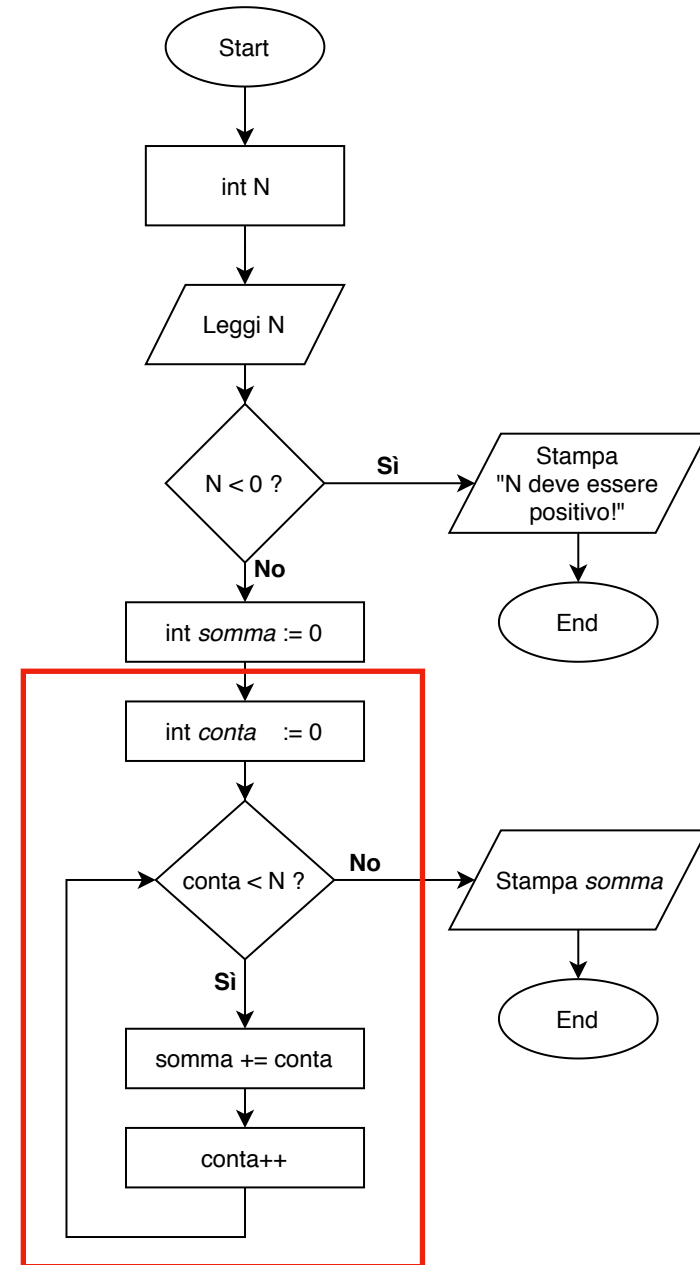 Start
int N
Leggi N
N < 0 ?
Sì
Stampa
"N deve essere
positivo!"
End
No
int somma := 0
int conta := 0
conta < N ?
No
Stampa somma
End
Sì
somma += conta
conta++